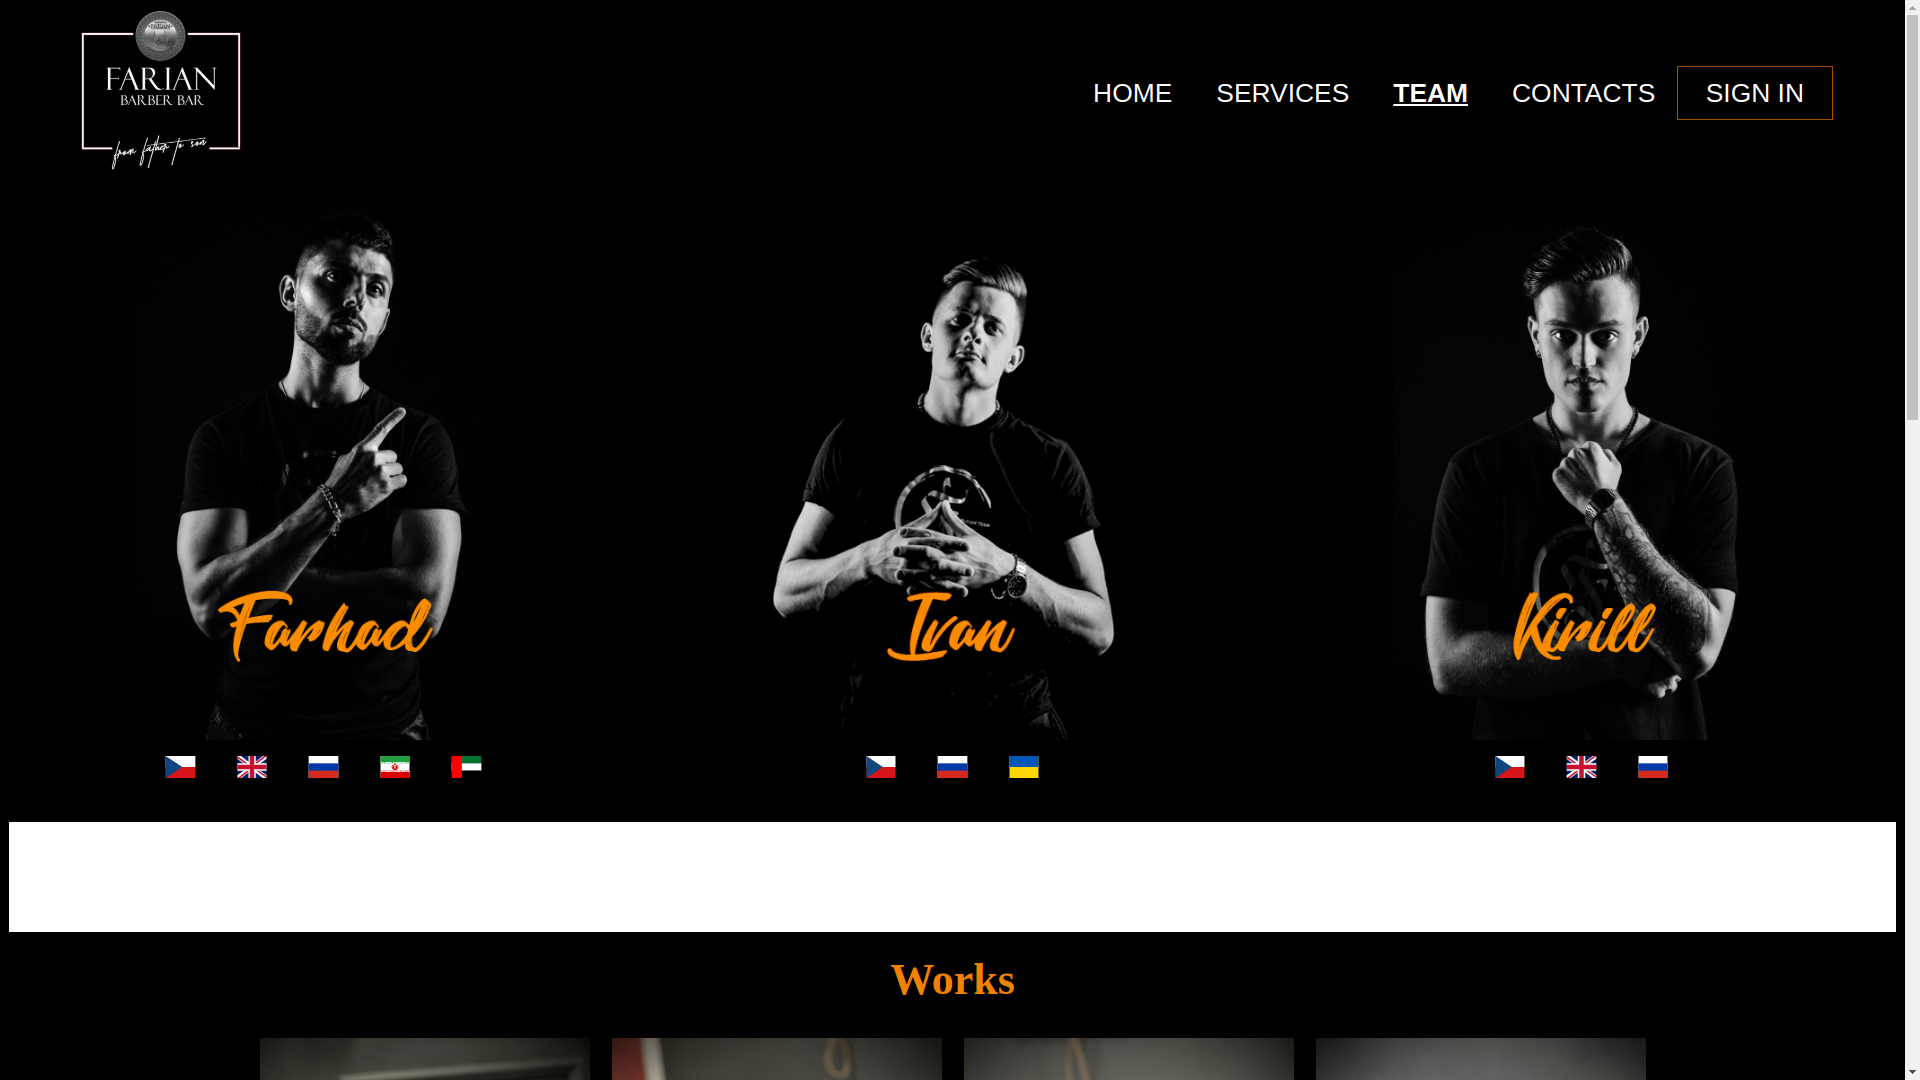 FARIAN
BARBER BAR
from father to son
HOME
SERVICES
TEAM
CONTACTS
SIGN IN
Farhad
Ivan
Kirill
Works